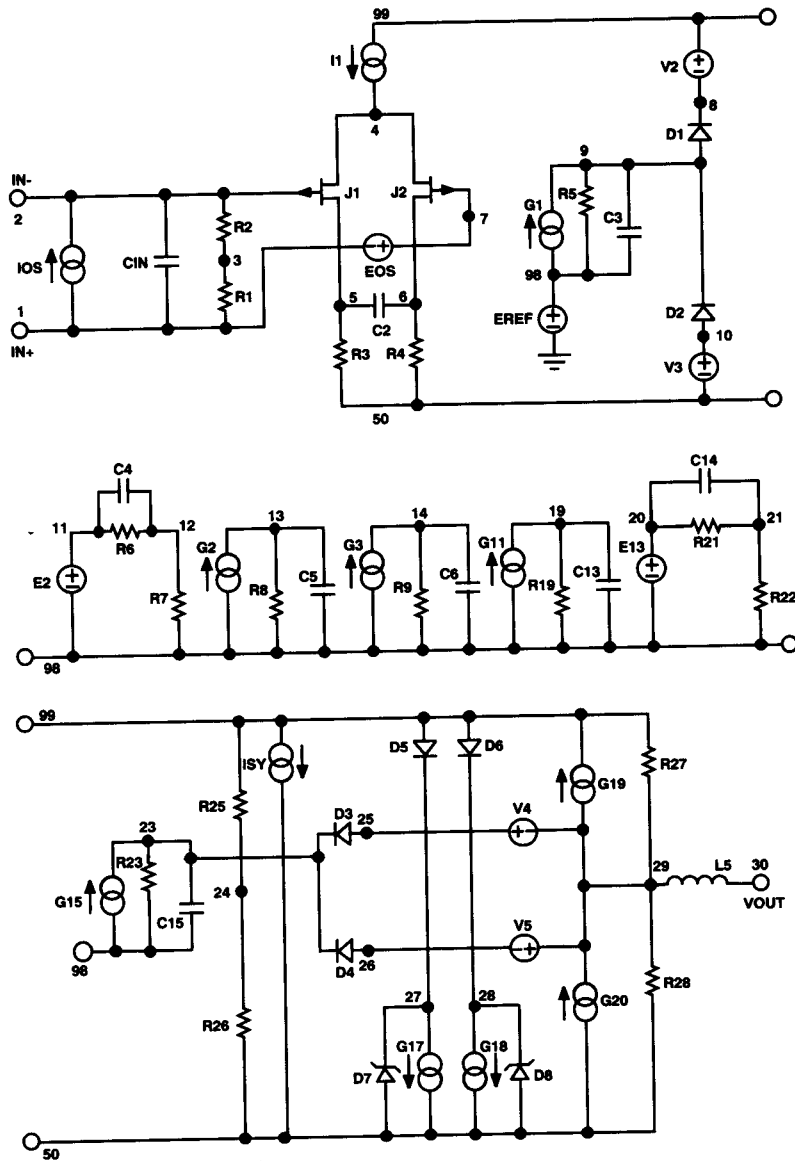 99
I1
V2
8
4
D1
9
IN-
J1
J2
G1
R5
C3
2
7
R2
IOS
CIN
3
EOS
98
R1
5
6
D2
1
C2
EREF
10
IN+
R3
R4
V3
50
C4
C14
11
12
13
14
19
20
21
R6
G2
G3
G11
R21
E13
E2
R7
R8
C5
R9
C6
R19
C13
R22
98
99
D5
D6
ISY
G19
R27
R25
V4
D3
25
23
R23
29
L5
30
G15
24
VOUT
C15
V5
98
D4
26
27
28
R28
R26
G20
G17
G18
D7
D8
50